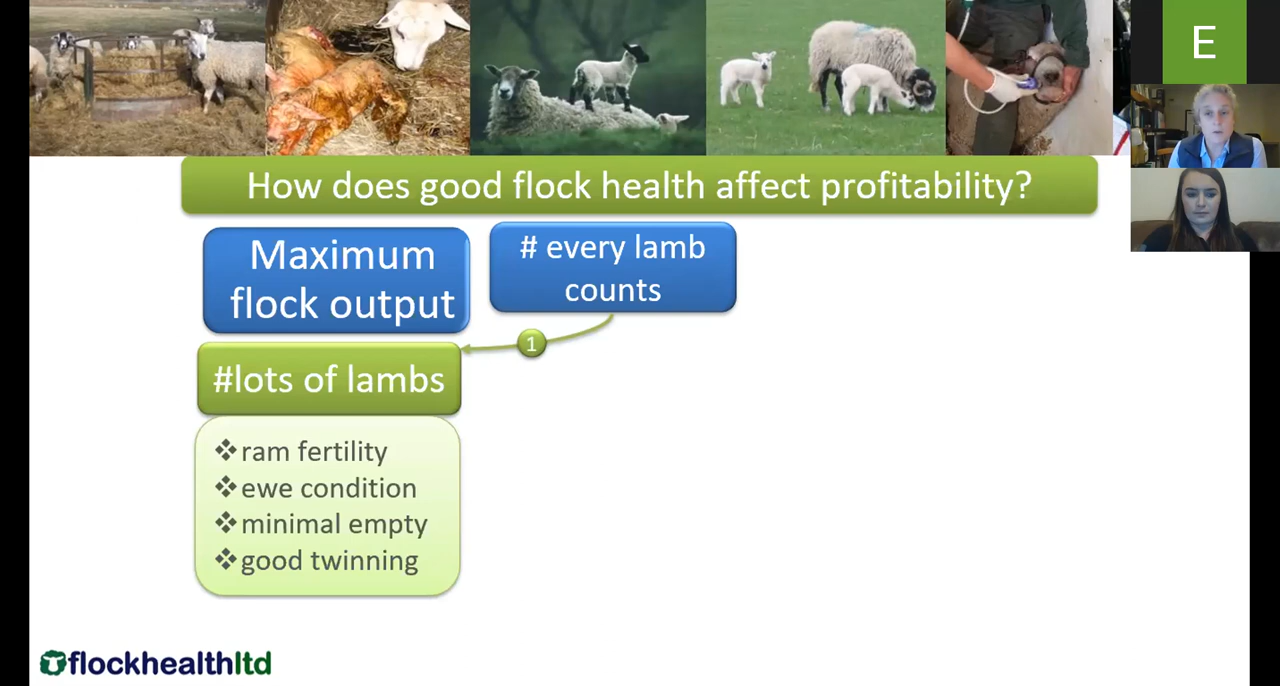 E
How does good flock health affect profitability?
Maximum
flock output
# every lamb
counts
1
#lots of lambs
❖ram fertility
❖ewe condition
❖minimal empty
❖good twinning
flockhealthltd